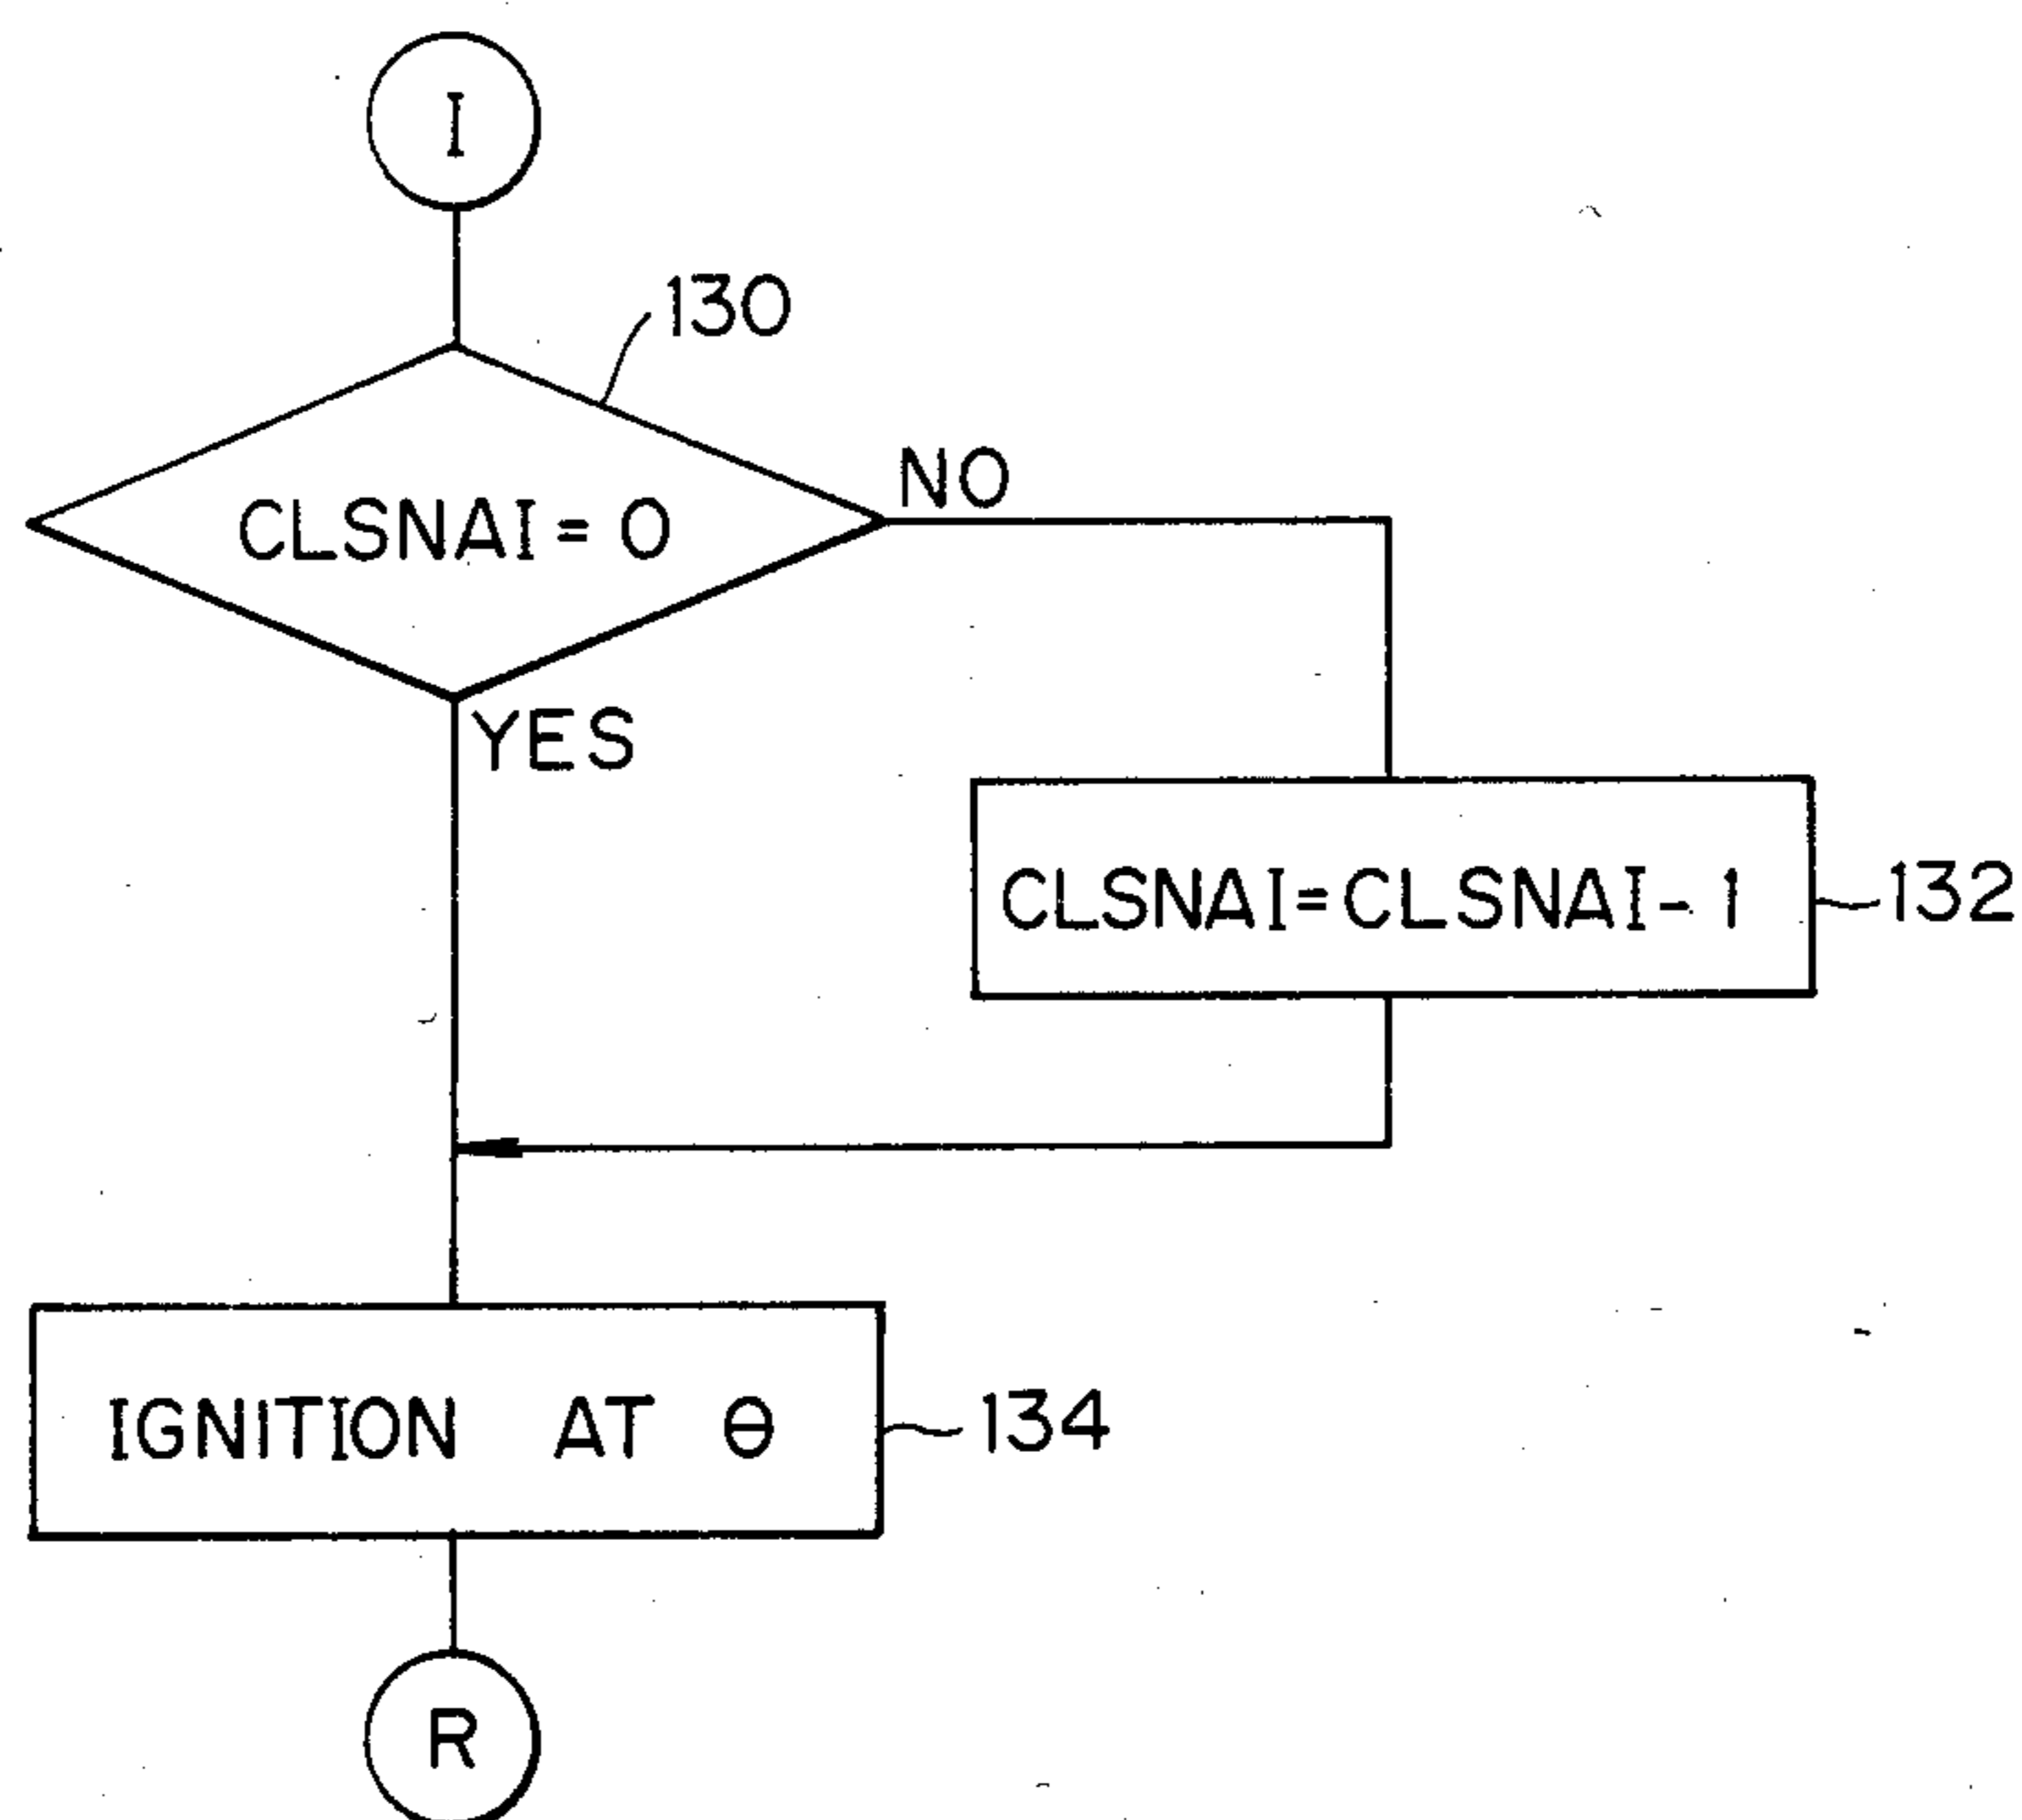 I
130
CLSNAI = 0
NO
YES
CLSNAI = CLSNAI - 1
132
IGNITION AT θ
134
R